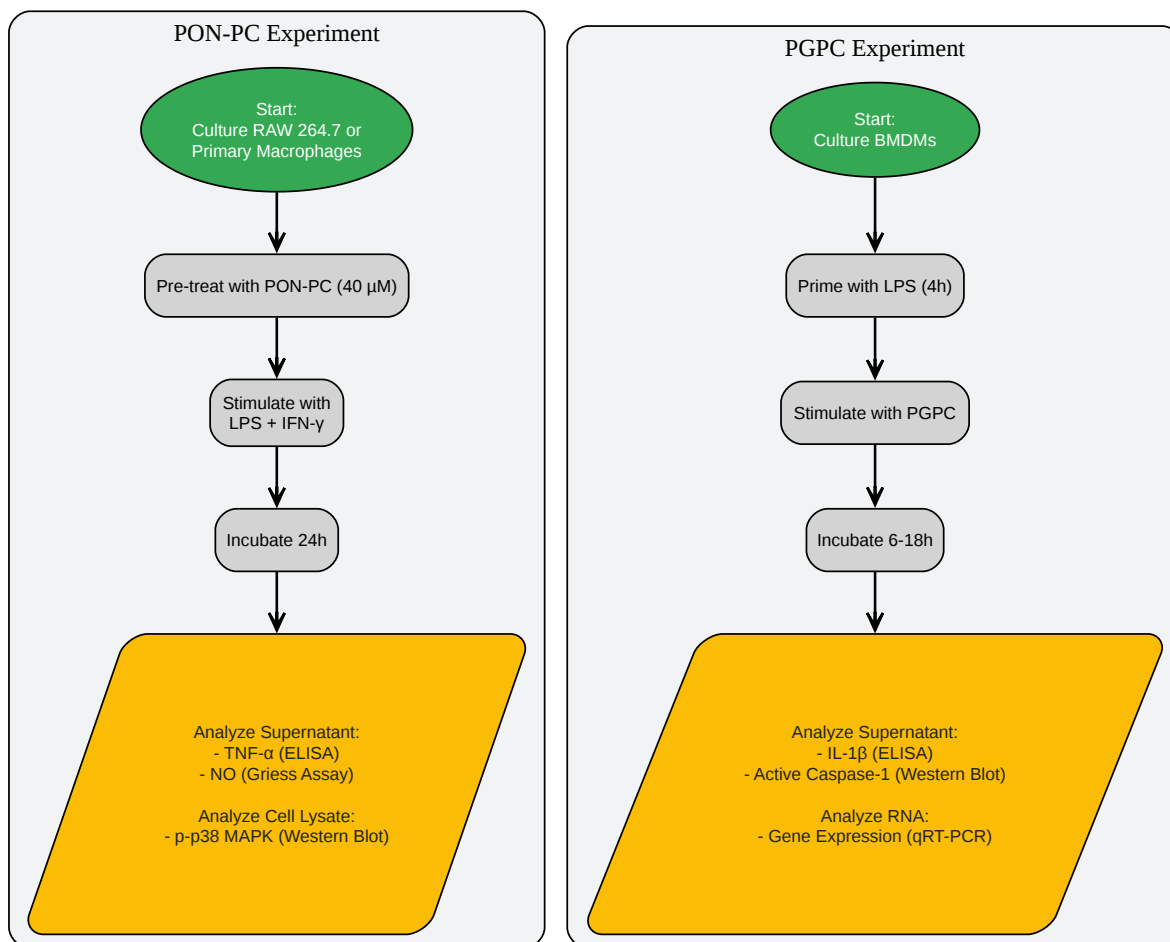 PON-PC Experiment
Start:
Culture RAW 264.7 or
Primary Macrophages
Pre-treat with PON-PC (40 µM)
Stimulate with
LPS + IFN-γ
Incubate 24h
Analyze Supernatant:
- TNF-α (ELISA)
- NO (Griess Assay)
Analyze Cell Lysate:
- p-p38 MAPK (Western Blot)
PGPC Experiment
Start:
Culture BMDMs
Prime with LPS (4h)
Stimulate with PGPC
Incubate 6-18h
Analyze Supernatant:
- IL-1β (ELISA)
- Active Caspase-1 (Western Blot)
Analyze RNA:
- Gene Expression (qRT-PCR)